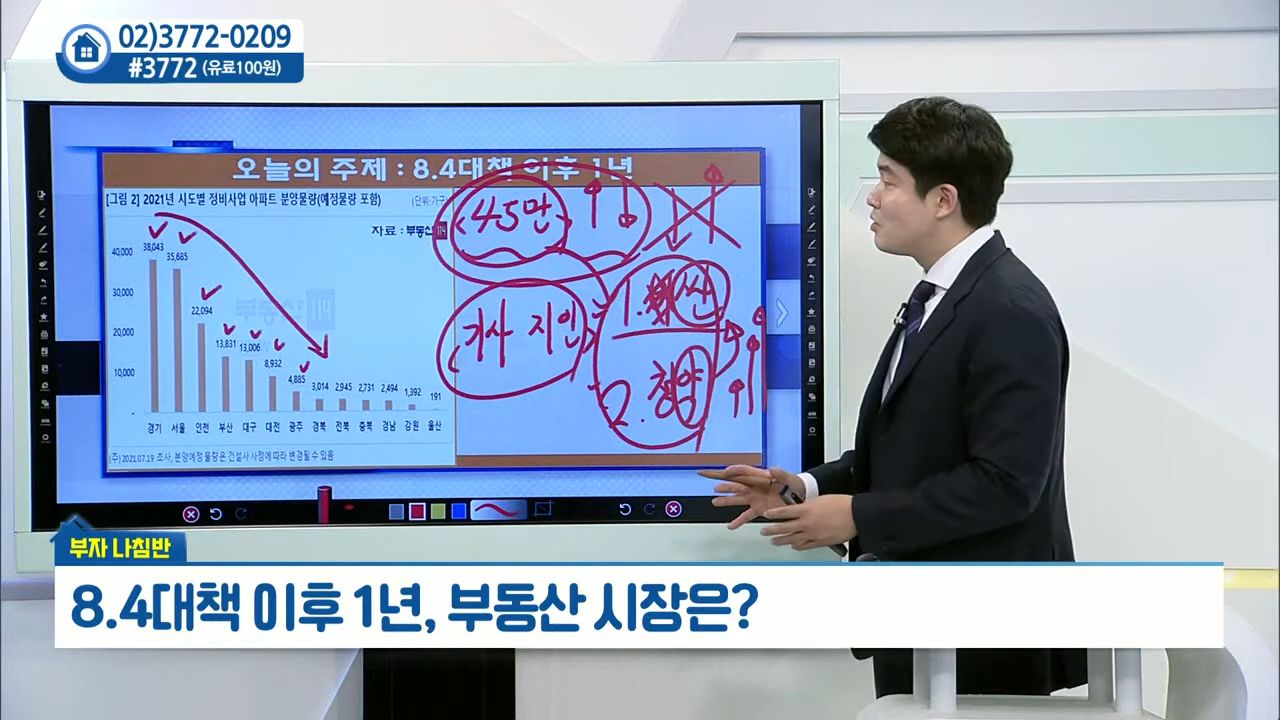 02)3772-0209
#3772 (유료100원)
오늘의 주제 : 8.4대책 이후 1년
[그림 2] 2021년 시도별 정비사업 아파트 분양물량(예정물량 포함)
(단위:가구
자료 : 부동산114
40,000
30,000
20,000
10,000
-
38,043
35,685
22,094
13,831
13,006
8,932
4,885
3,014
2,945
2,731
2,494
1,392
191
경기 서울 인천 부산 대구 대전 광주 경북 전북 충북 경남 강원 울산
(주) 2021.07.19 조사, 분양예정물량은 건설사 사정에 따라 변경될 수 있음
부동산 114
45만
지인
1.
2. 청약
부자 나침반
8.4대책 이후 1년, 부동산 시장은?